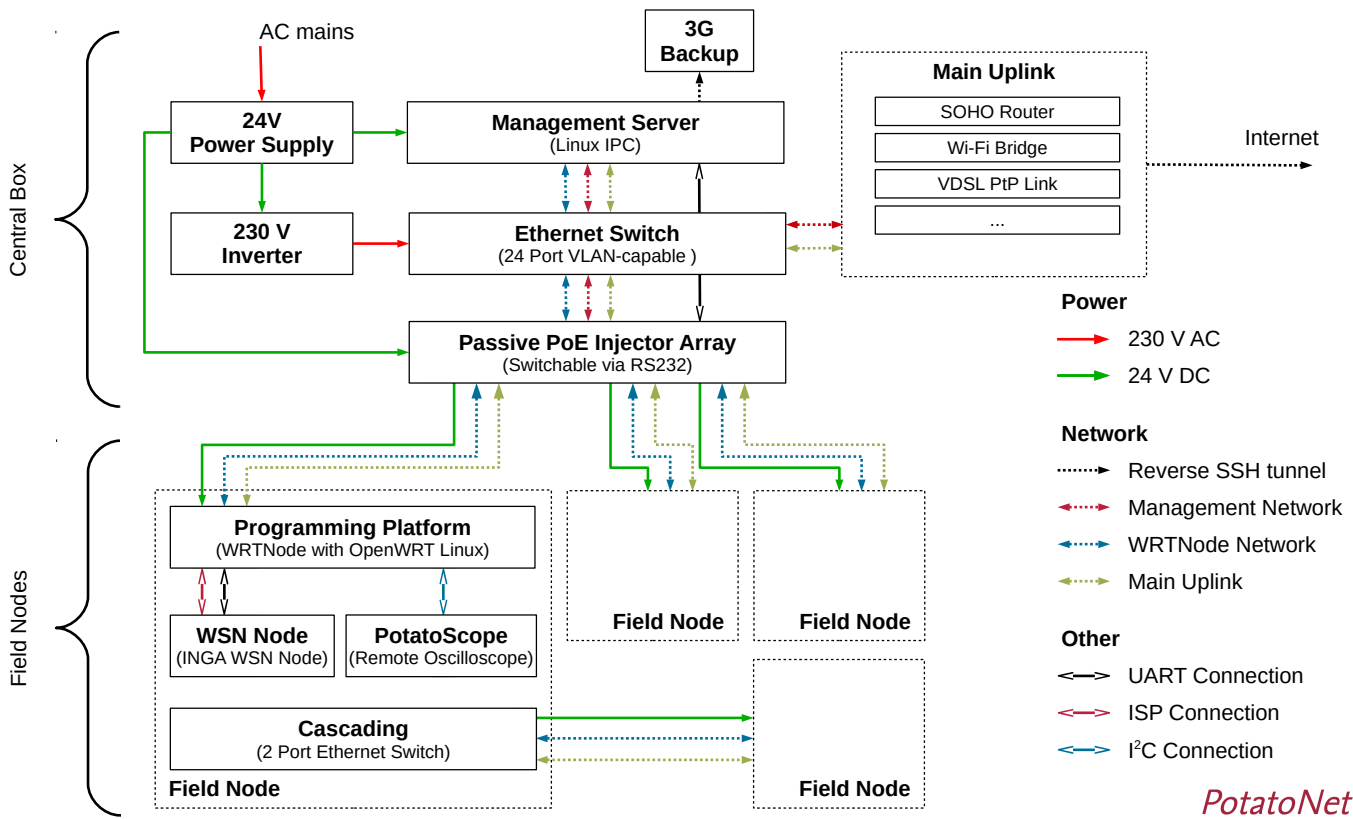 AC mains
3G
Backup
Main Uplink
SOHO Router
Wi-Fi Bridge
VDSL PtP Link
...
Internet
24V
Power Supply
Management Server
(Linux IPC)
230 V
Inverter
Ethernet Switch
(24 Port VLAN-capable )
Passive PoE Injector Array
(Switchable via RS232)
Central Box
Field Nodes
Programming Platform
(WRTNode with OpenWRT Linux)
WSN Node
(INGA WSN Node)
PotatoScope
(Remote Oscilloscope)
Cascading
(2 Port Ethernet Switch)
Field Node
Field Node
Field Node
Field Node
Power
230 V AC
24 V DC
Network
Reverse SSH tunnel
Management Network
WRTNode Network
Main Uplink
Other
UART Connection
ISP Connection
I²C Connection
PotatoNet